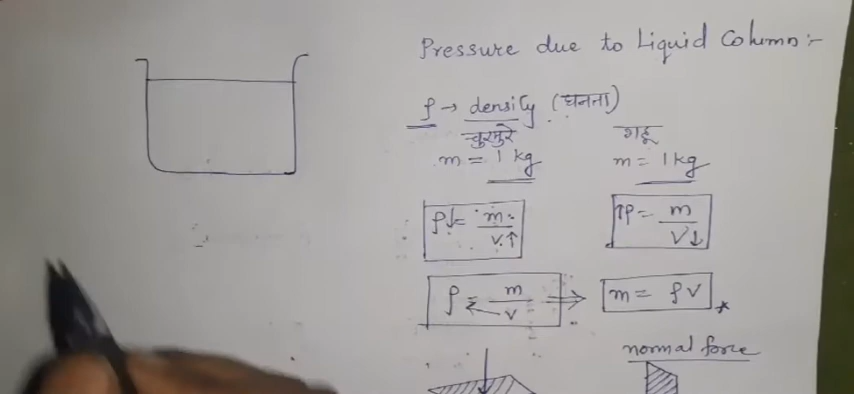 Pressure due to Liquid Column :-
ρ → density (घनता)
चुरमुरे गहू
m = 1 kg m = 1 kg
ρ↓ = m / V↑ ↑ρ = m / V↓
ρ = m / V ⇒ m = ρV
normal force